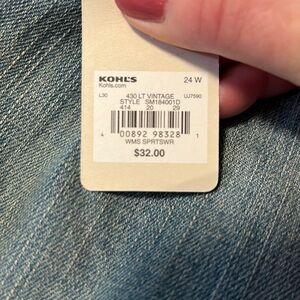 KOHL'S 24 W
Kohls.com
L30 430 LT VINTAGE UJ7590
STYLE SM184001D
414 20 29
4 00892 98328 1
WMS SPRTSWR
$32.00